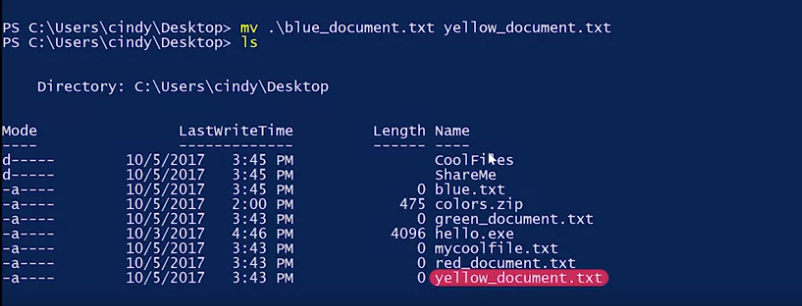 PS C:\Users\cindy\Desktop> mv .\blue_document.txt yellow_document.txt
PS C:\Users\cindy\Desktop> ls
Directory: C:\Users\cindy\Desktop
Mode LastWriteTime Length Name
---- ------------- ------ ----
d----- 10/5/2017 3:45 PM CoolFiles
d----- 10/5/2017 3:45 PM ShareMe
-a---- 10/5/2017 3:45 PM 0 blue.txt
-a---- 10/5/2017 2:00 PM 475 colors.zip
-a---- 10/5/2017 3:43 PM 0 green_document.txt
-a---- 10/3/2017 4:46 PM 4096 hello.exe
-a---- 10/5/2017 3:43 PM 0 mycoolfile.txt
-a---- 10/5/2017 3:43 PM 0 red_document.txt
-a---- 10/5/2017 3:43 PM 0 yellow_document.txt